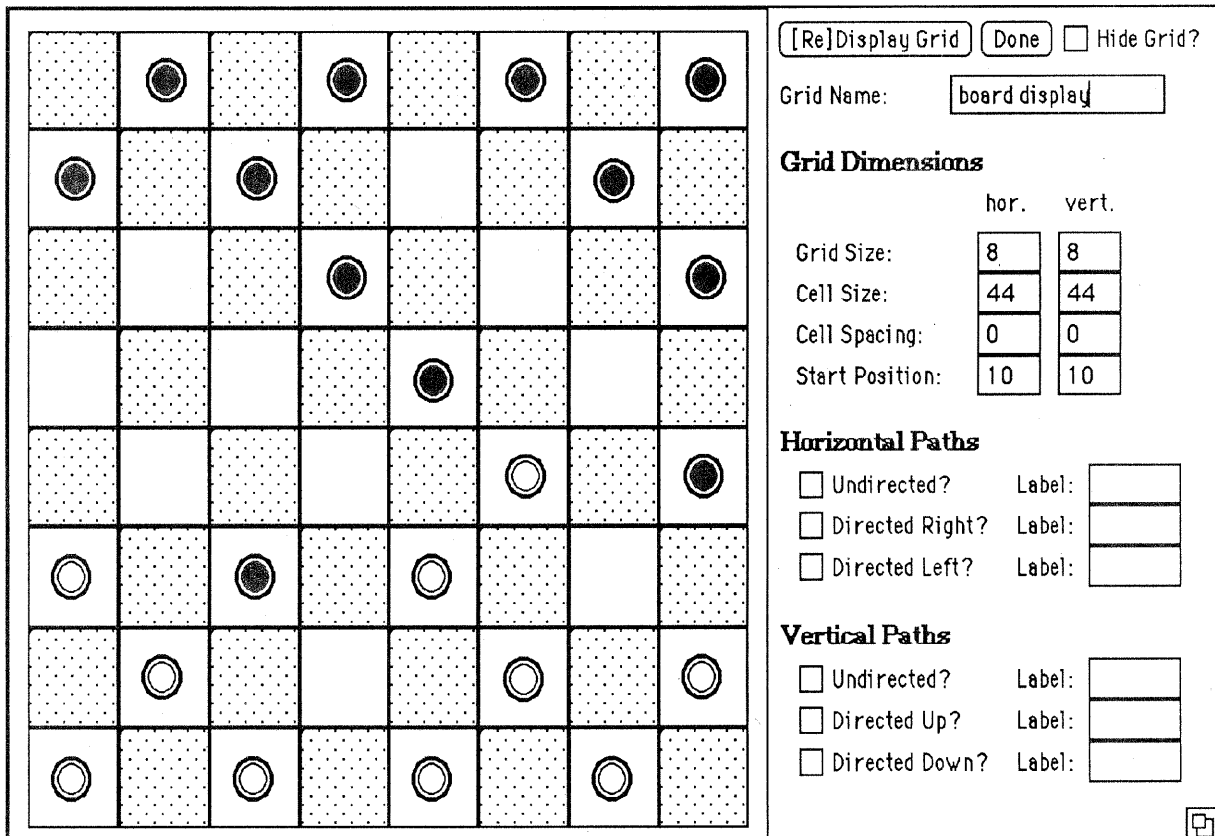 [Re]Display Grid Done Hide Grid?
Grid Name: board display
Grid Dimensions
hor. vert.
Grid Size: 8 8
Cell Size: 44 44
Cell Spacing: 0 0
Start Position: 10 10
Horizontal Paths
Undirected? Label:
Directed Right? Label:
Directed Left? Label:
Vertical Paths
Undirected? Label:
Directed Up? Label:
Directed Down? Label: